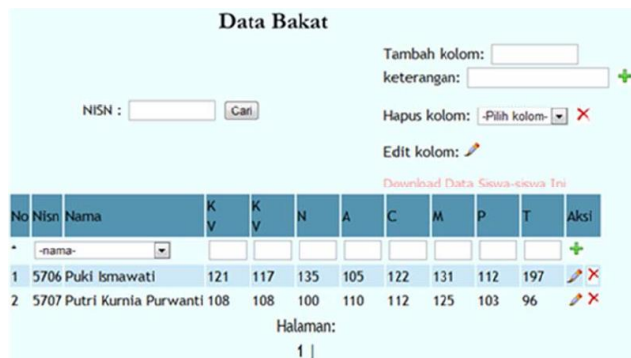 Data Bakat
Tambah kolom:
keterangan:
NISN :
Cari
Hapus kolom: -Pilih kolom-
Edit kolom:
Download Data Siswa-siswa Ini
No Nisn Nama K V K V N A C M P T Aksi
* -nama-
1 5706 Puki Ismawati 121 117 135 105 122 131 112 197
2 5707 Putri Kurnia Purwanti 108 108 100 110 112 125 103 96
Halaman:
1 |